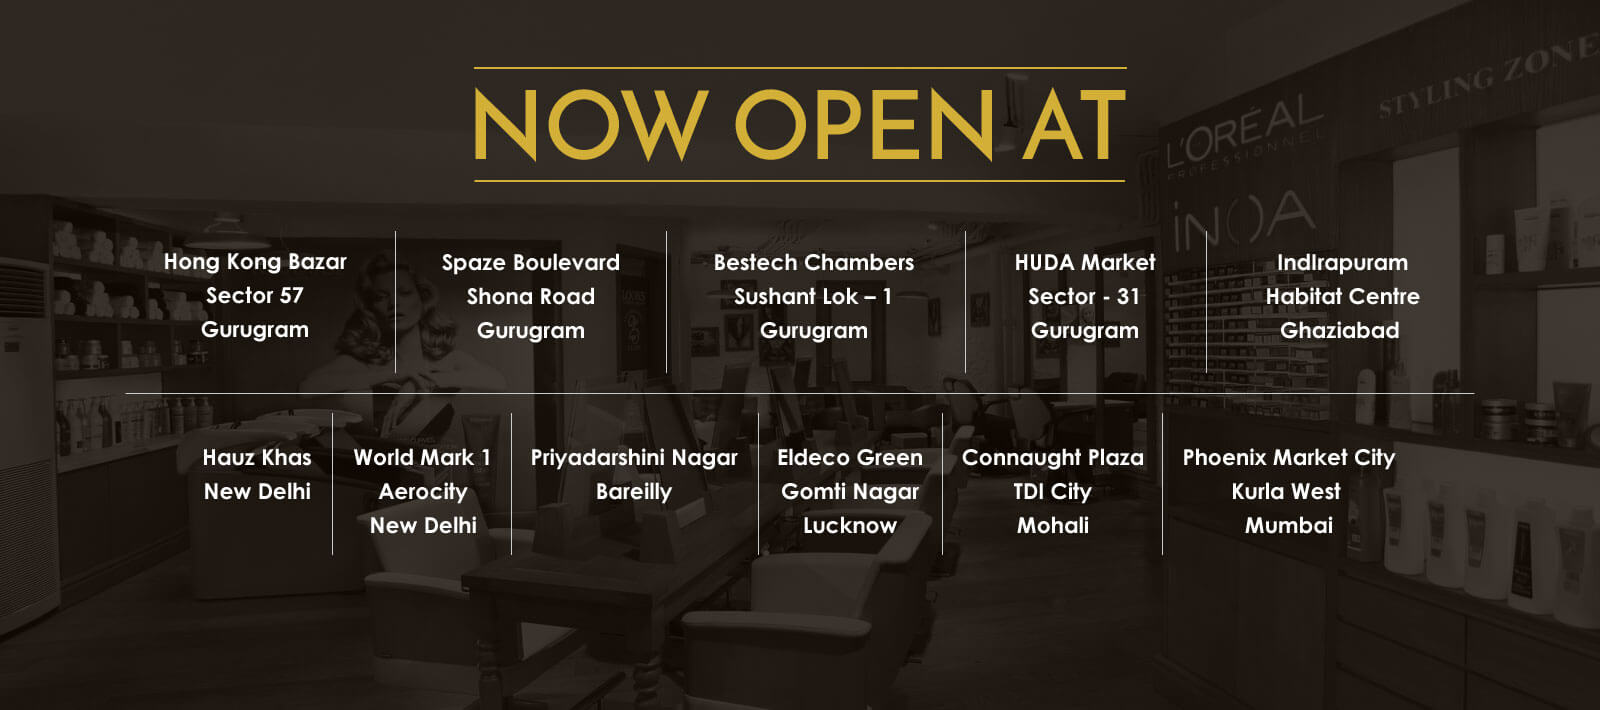 NOW OPEN AT
STYLING ZONE
L'ORÉAL
PROFESSIONNEL
iNOA
Hong Kong Bazar
Sector 57
Gurugram
Spaze Boulevard
Shona Road
Gurugram
Bestech Chambers
Sushant Lok – 1
Gurugram
HUDA Market
Sector - 31
Gurugram
IndIrapuram
Habitat Centre
Ghaziabad
Hauz Khas
New Delhi
World Mark 1
Aerocity
New Delhi
Priyadarshini Nagar
Bareilly
Eldeco Green
Gomti Nagar
Lucknow
Connaught Plaza
TDI City
Mohali
Phoenix Market City
Kurla West
Mumbai